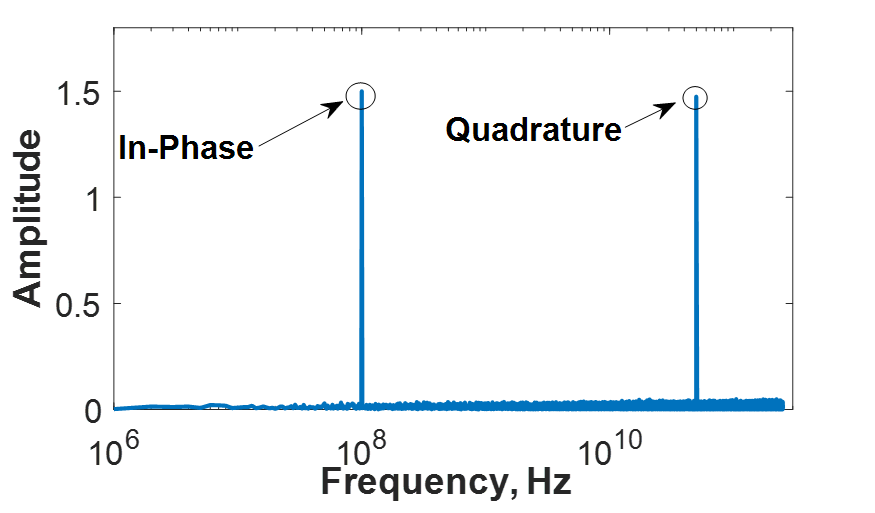 1.5
In-Phase
Quadrature
1
Amplitude
0.5
0
10^6
10^8
10^10
Frequency, Hz